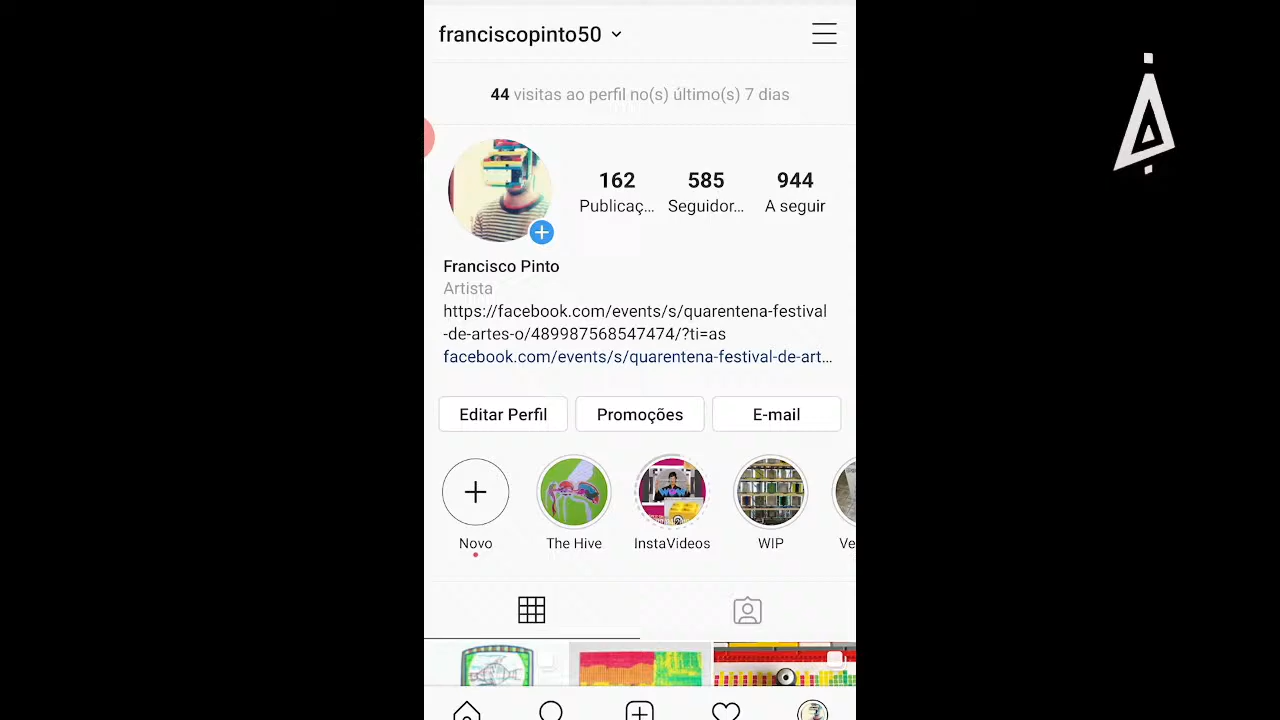 franciscopinto50
44 visitas ao perfil no(s) último(s) 7 dias
162 585 944
Publicaç... Seguidor... A seguir
Francisco Pinto
Artista
https://facebook.com/events/s/quarentena-festival
-de-artes-o/489987568547474/?ti=as
facebook.com/events/s/quarentena-festival-de-art...
Editar Perfil Promoções E-mail
Novo The Hive InstaVideos WIP Ve